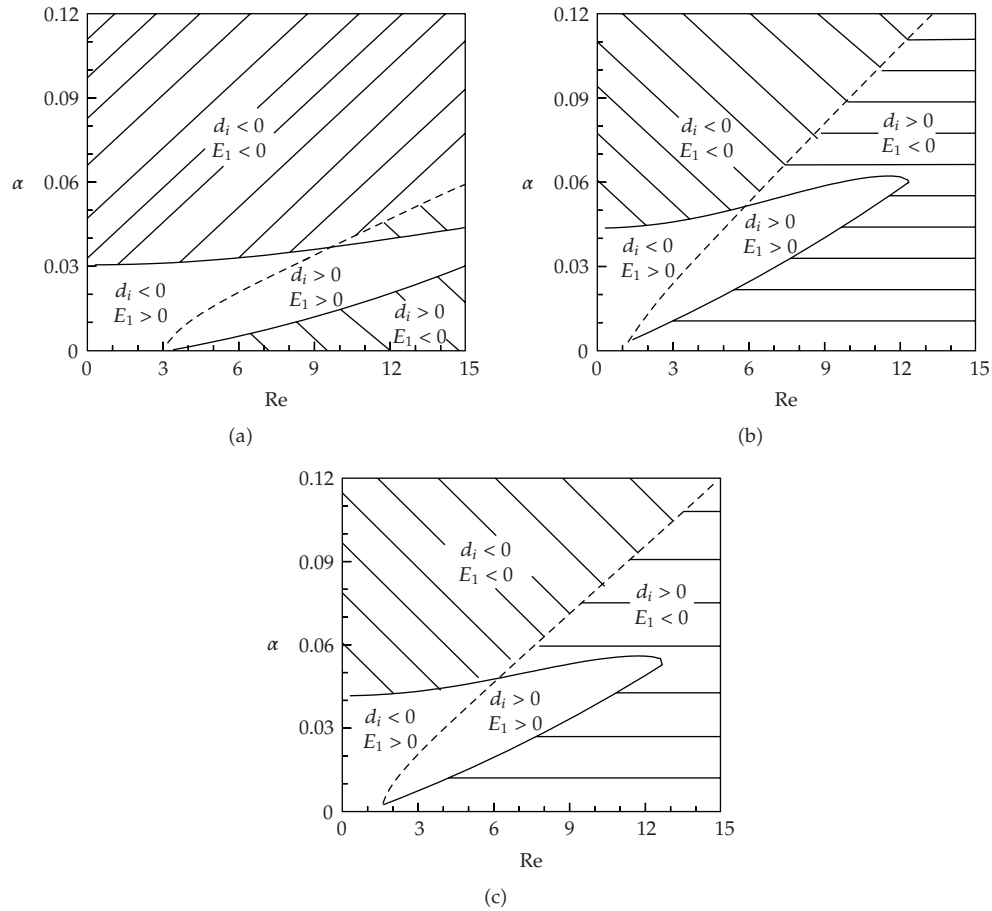 0.12
0.09
α
0.06
0.03
0
d_i < 0
E_1 < 0
d_i < 0
E_1 > 0
d_i > 0
E_1 > 0
d_i > 0
E_1 < 0
0 3 6 9 12 15
Re
(a)
0.12
0.09
α
0.06
0.03
0
d_i < 0
E_1 < 0
d_i > 0
E_1 < 0
d_i < 0
E_1 > 0
d_i > 0
E_1 > 0
0 3 6 9 12 15
Re
(b)
0.12
0.09
α
0.06
0.03
0
d_i < 0
E_1 < 0
d_i > 0
E_1 < 0
d_i < 0
E_1 > 0
d_i > 0
E_1 > 0
0 3 6 9 12 15
Re
(c)